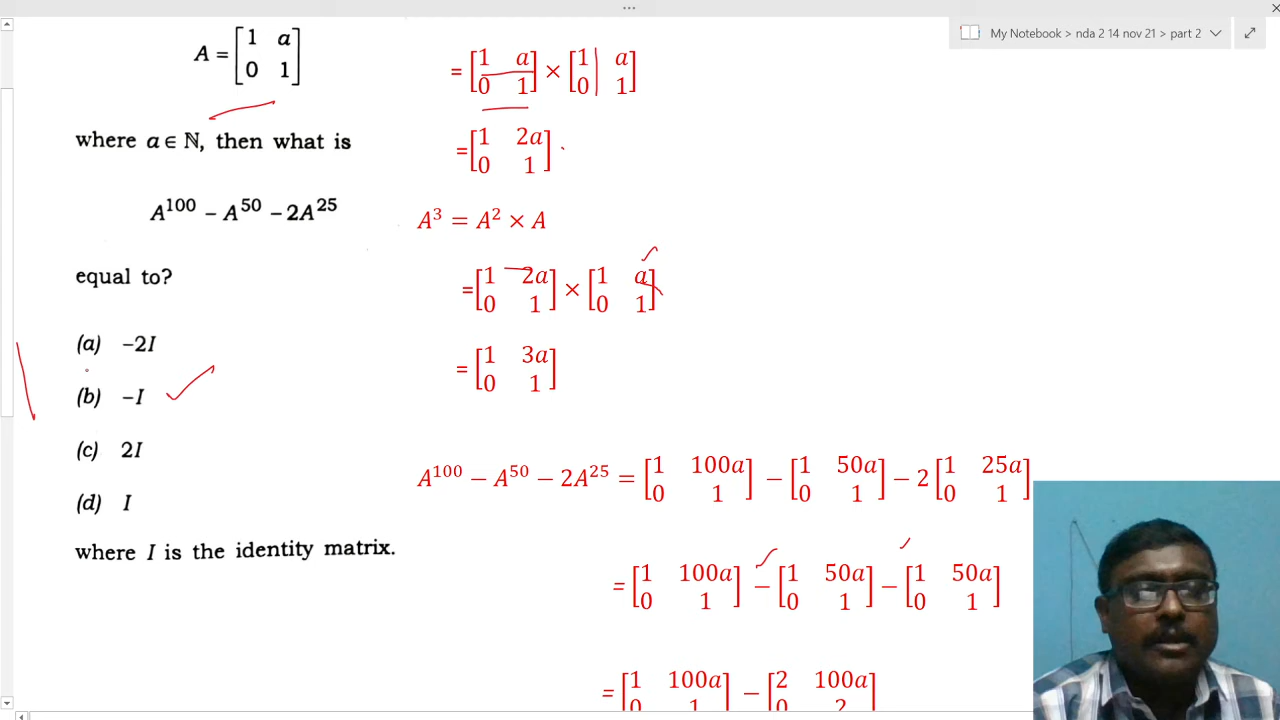 My Notebook > nda 2 14 nov 21 > part 2
A = [1 a
0 1]
where a ∈ ℕ, then what is
A^100 − A^50 − 2A^25
equal to?
(a) −2I
(b) −I
(c) 2I
(d) I
where I is the identity matrix.
= [1 a
0 1] × [1 a
0 1]
= [1 2a
0 1]
A^3 = A^2 × A
= [1 2a
0 1] × [1 a
0 1]
= [1 3a
0 1]
A^100 − A^50 − 2A^25 = [1 100a
0 1] − [1 50a
0 1] − 2 [1 25a
0 1]
= [1 100a
0 1] − [1 50a
0 1] − [1 50a
0 1]
= [1 100a
0 1] − [2 100a
0 2]